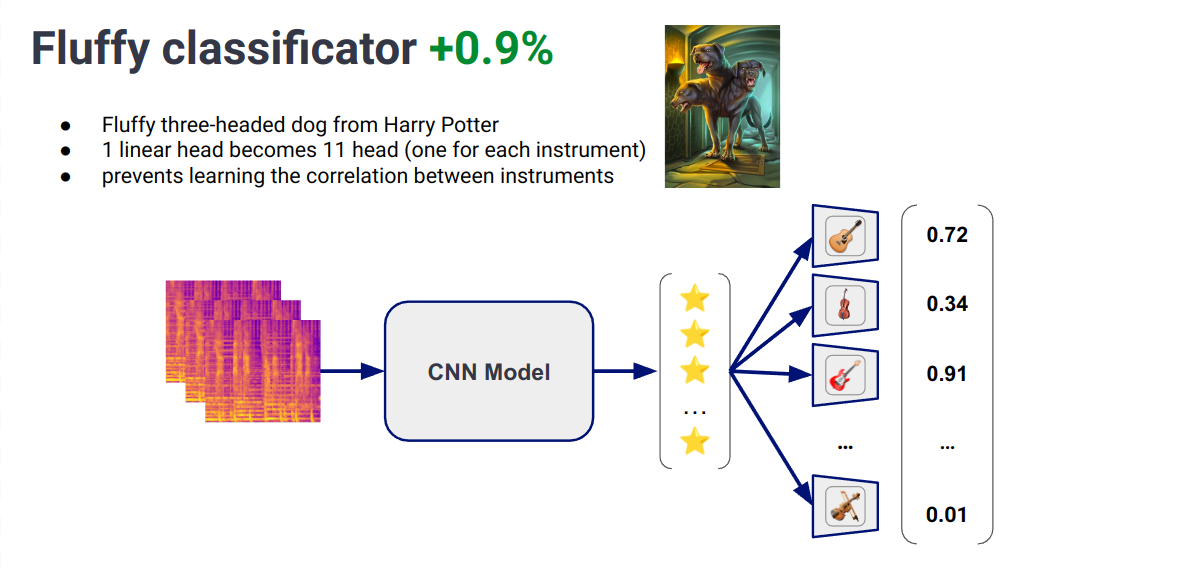 Fluffy classificator +0.9%
● Fluffy three-headed dog from Harry Potter
● 1 linear head becomes 11 head (one for each instrument)
● prevents learning the correlation between instruments
CNN Model
...
...
0.72
0.34
0.91
...
0.01